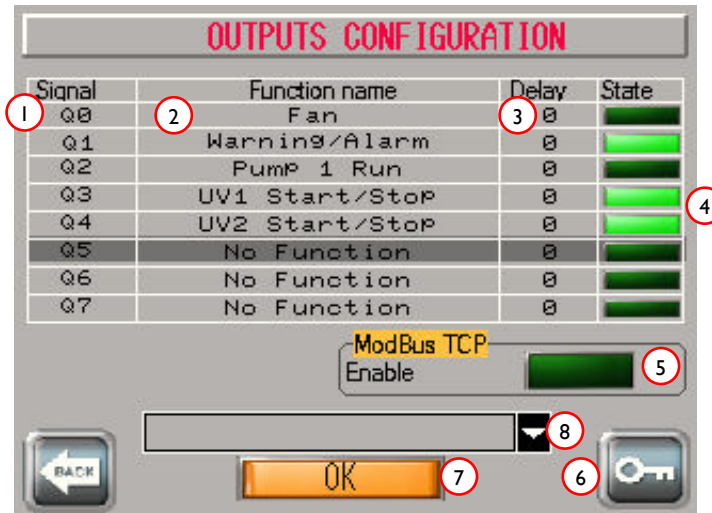 OUTPUTS CONFIGURATION
Signal Function name Delay State
1 Q0 2 Fan 3 0
Q1 Warning/Alarm 0
Q2 Pump 1 Run 0
Q3 UV1 Start/Stop 0
4
Q4 UV2 Start/Stop 0
Q5 No Function 0
Q6 No Function 0
Q7 No Function 0
ModBus TCP
Enable 5
8
BACK OK 7 6